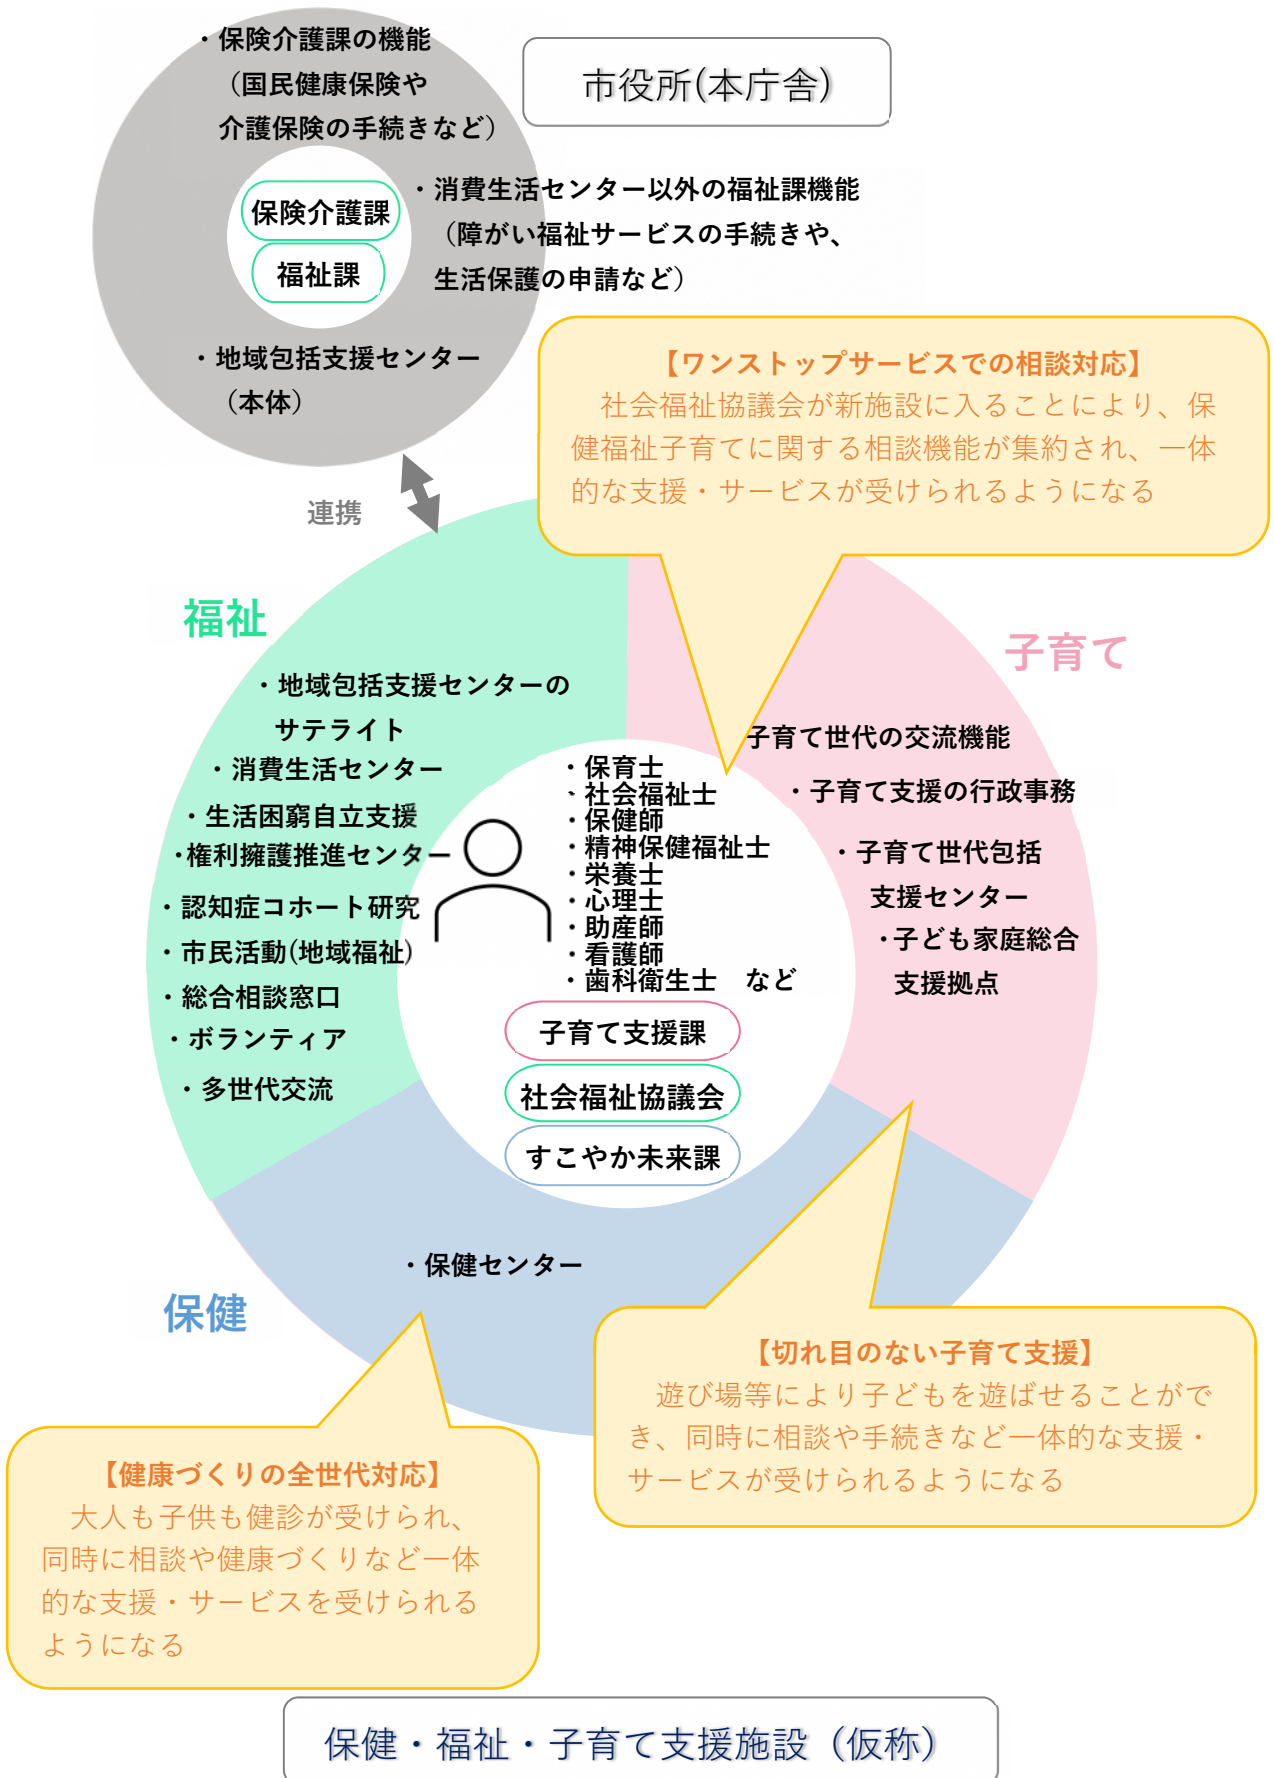 ・保険介護課の機能
（国民健康保険や
介護保険の手続きなど）
市役所(本庁舎)
保険介護課
福祉課
・消費生活センター以外の福祉課機能
（障がい福祉サービスの手続きや、
生活保護の申請など）
・地域包括支援センター
（本体）
連携
【ワンストップサービスでの相談対応】
社会福祉協議会が新施設に入ることにより、保
健福祉子育てに関する相談機能が集約され、一体
的な支援・サービスが受けられるようになる
福祉
・地域包括支援センターの
サテライト
・消費生活センター
・生活困窮自立支援
・権利擁護推進センター
・認知症コホート研究
・市民活動(地域福祉)
・総合相談窓口
・ボランティア
・多世代交流
・保育士
・社会福祉士
・保健師
・精神保健福祉士
・栄養士
・心理士
・助産師
・看護師
・歯科衛生士　など
子育て支援課
社会福祉協議会
すこやか未来課
子育て
子育て世代の交流機能
・子育て支援の行政事務
・子育て世代包括
支援センター
・子ども家庭総合
支援拠点
保健
・保健センター
【切れ目のない子育て支援】
遊び場等により子どもを遊ばせることがで
き、同時に相談や手続きなど一体的な支援・
サービスが受けられるようになる
【健康づくりの全世代対応】
大人も子供も健診が受けられ、
同時に相談や健康づくりなど一体
的な支援・サービスを受けられる
ようになる
保健・福祉・子育て支援施設（仮称）